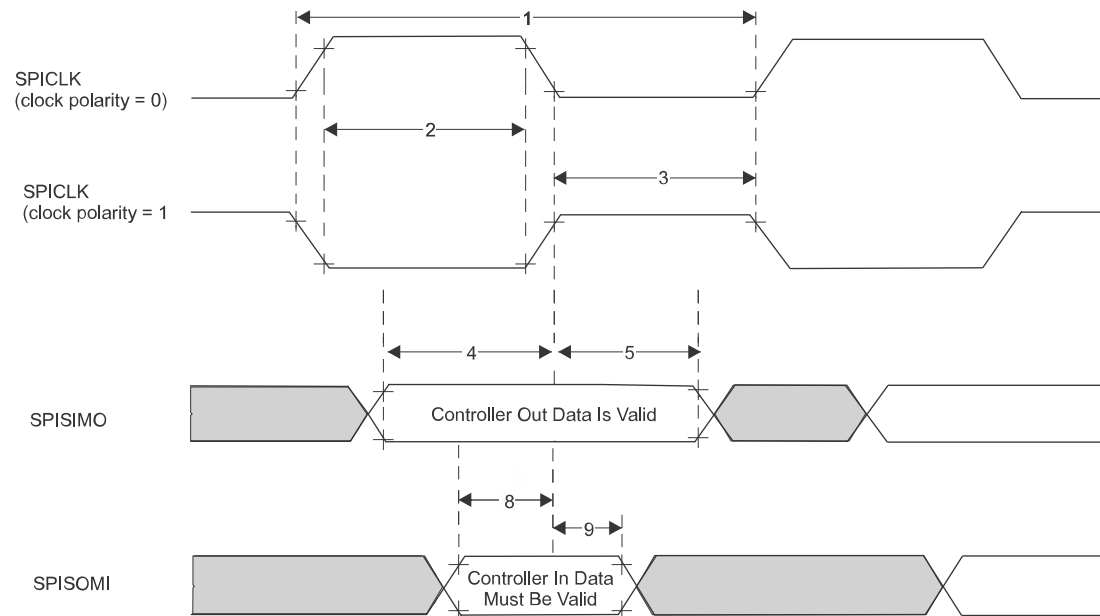 1
SPICLK
(clock polarity = 0)
2
3
SPICLK
(clock polarity = 1
4
5
SPISIMO
Controller Out Data Is Valid
8
9
SPISOMI
Controller In Data
Must Be Valid